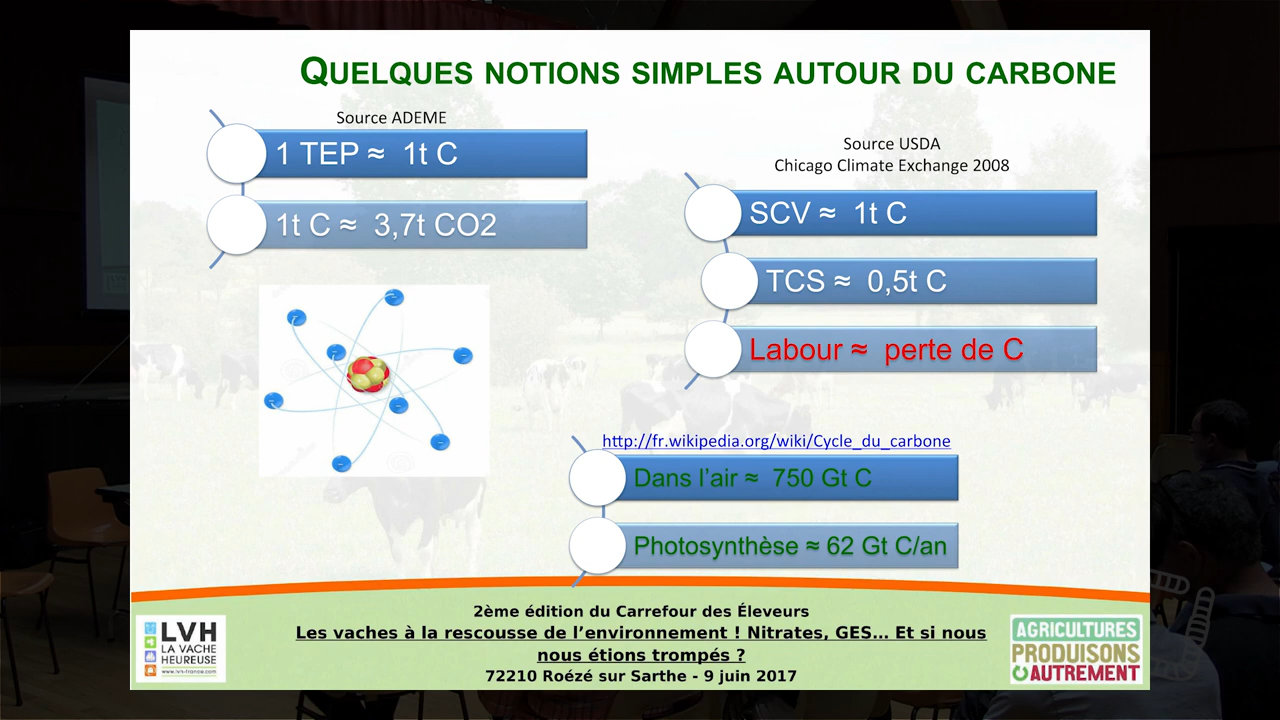 QUELQUES NOTIONS SIMPLES AUTOUR DU CARBONE
Source ADEME
1 TEP ≈ 1t C
1t C ≈ 3,7t CO2
Source USDA
Chicago Climate Exchange 2008
SCV ≈ 1t C
TCS ≈ 0,5t C
Labour ≈ perte de C
http://fr.wikipedia.org/wiki/Cycle_du_carbone
Dans l'air ≈ 750 Gt C
Photosynthèse ≈ 62 Gt C/an
2ème édition du Carrefour des Éleveurs
Les vaches à la rescousse de l'environnement ! Nitrates, GES… Et si nous
nous étions trompés ?
72210 Roézé sur Sarthe - 9 juin 2017
LVH
LA VACHE
HEUREUSE
www.lvh-france.com
AGRICULTURES
PRODUISONS
AUTREMENT